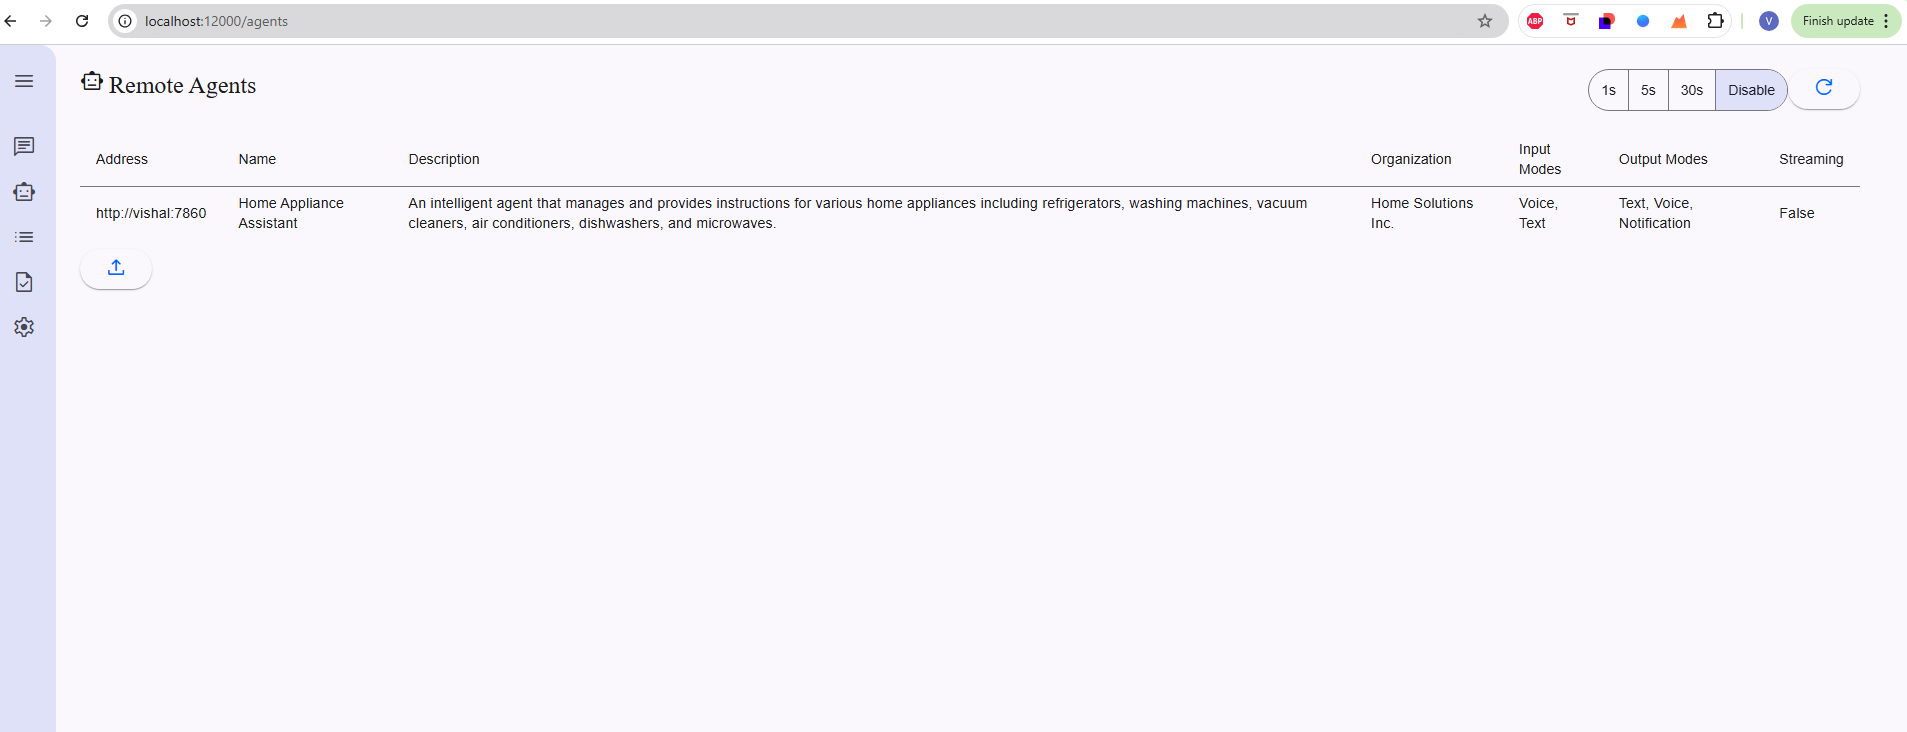 localhost:12000/agents
ABP
V
Finish update
Remote Agents
1s
5s
30s
Disable
Address
Name
Description
Organization
Input
Modes
Output Modes
Streaming
http://vishal:7860
Home Appliance
Assistant
An intelligent agent that manages and provides instructions for various home appliances including refrigerators, washing machines, vacuum
cleaners, air conditioners, dishwashers, and microwaves.
Home Solutions
Inc.
Voice,
Text
Text, Voice,
Notification
False